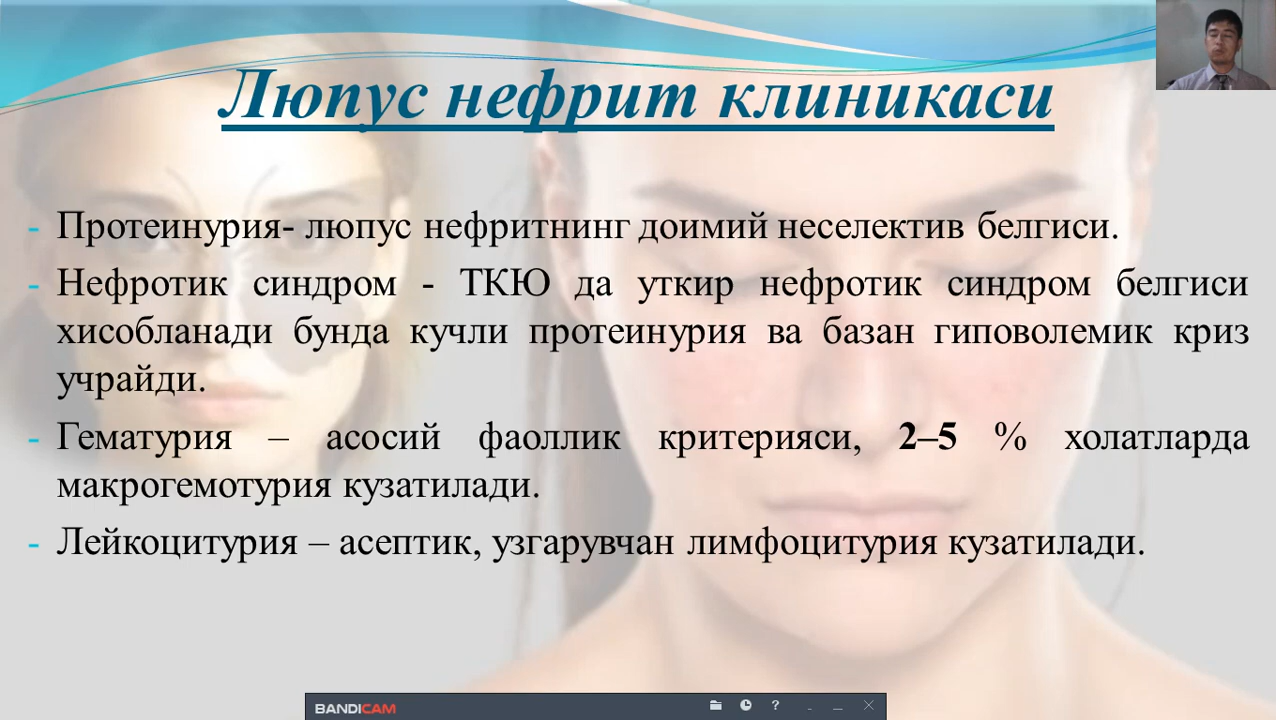 Люпус нефрит клиникаси
- Протеинурия- люпус нефритнинг доимий неселектив белгиси.
- Нефротик синдром - ТКЮ да уткир нефротик синдром белгиси
хисобланади бунда кучли протеинурия ва базан гиповолемик криз
учрайди.
- Гематурия – асосий фаоллик критерияси, 2–5 % холатларда
макрогемотурия кузатилади.
- Лейкоцитурия – асептик, узгарувчан лимфоцитурия кузатилади.
BANDICAM